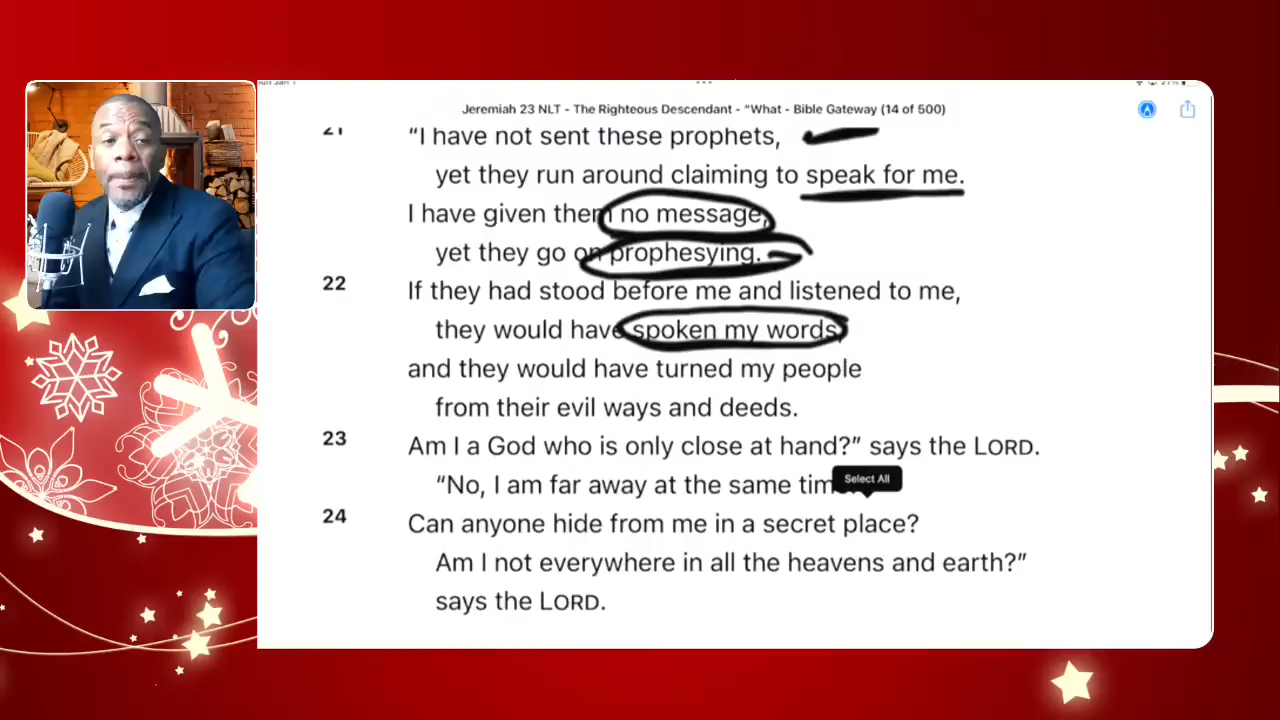 Jeremiah 23 NLT - The Righteous Descendant - “What - Bible Gateway (14 of 500)
21 “I have not sent these prophets,
yet they run around claiming to speak for me.
I have given them no message,
yet they go on prophesying.
22 If they had stood before me and listened to me,
they would have spoken my words,
and they would have turned my people
from their evil ways and deeds.
23 Am I a God who is only close at hand?” says the LORD.
“No, I am far away at the same
Select All
24 Can anyone hide from me in a secret place?
Am I not everywhere in all the heavens and earth?”
says the LORD.